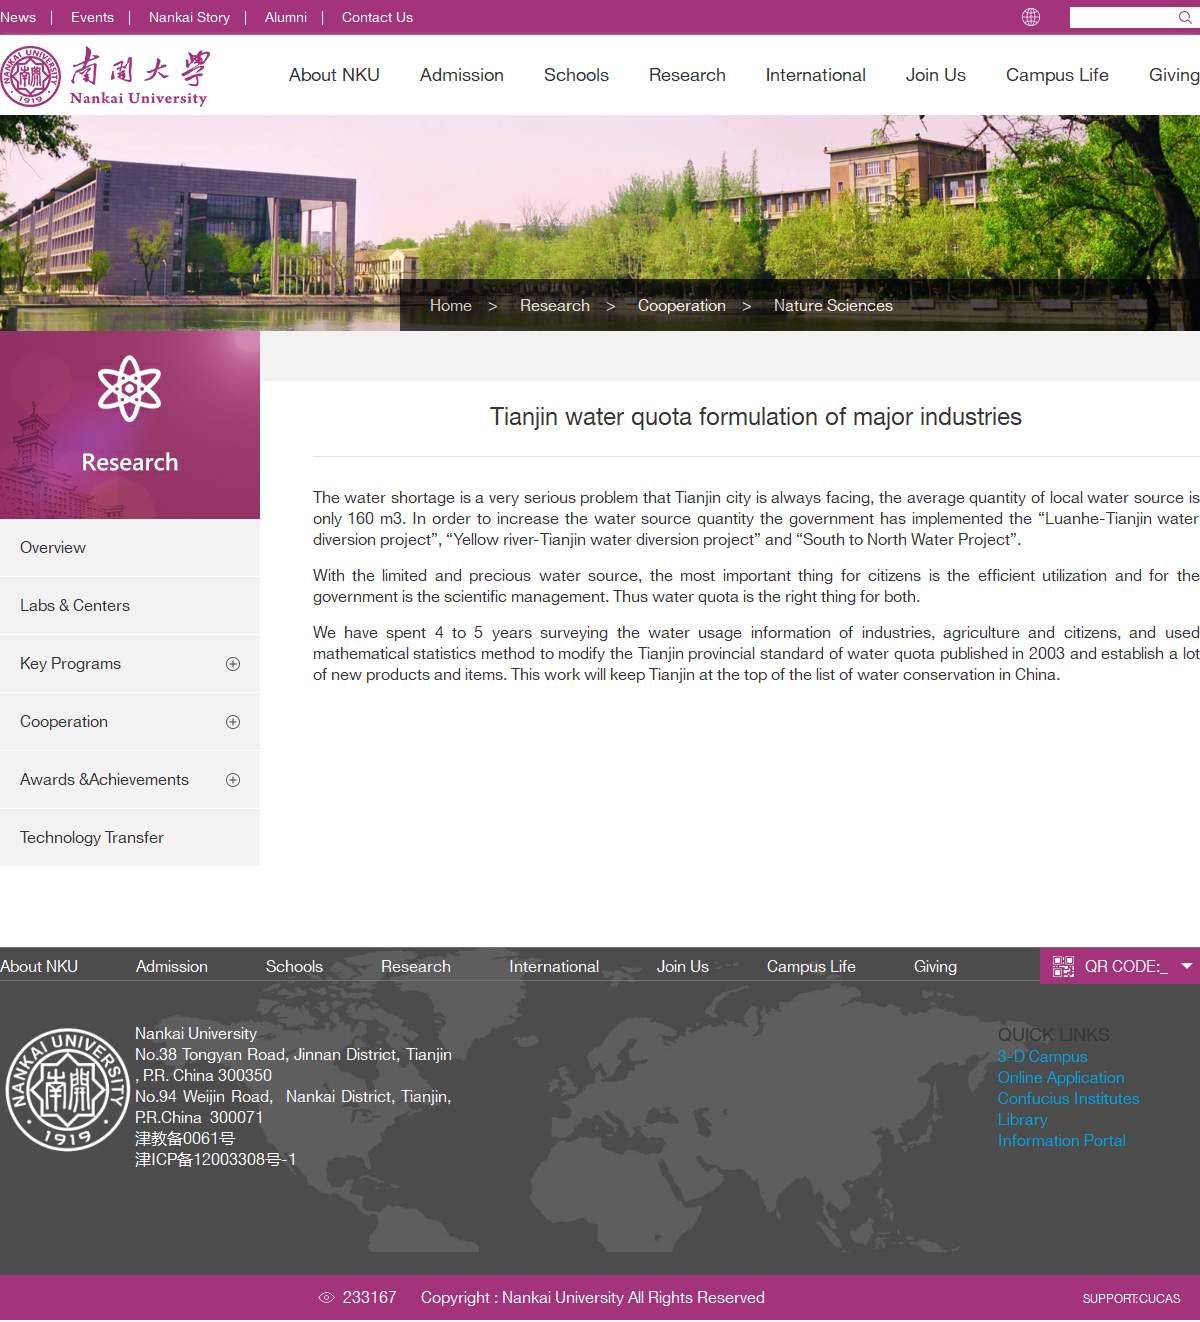 News | Events | Nankai Story | Alumni | Contact Us
NANKAI UNIVERSITY 1919 南開
南開大學
Nankai University
About NKU Admission Schools Research International Join Us Campus Life Giving
Home > Research > Cooperation > Nature Sciences
Research
Overview
Labs & Centers
Key Programs
Cooperation
Awards &Achievements
Technology Transfer
Tianjin water quota formulation of major industries
The water shortage is a very serious problem that Tianjin city is always facing, the average quantity of local water source is
only 160 m3. In order to increase the water source quantity the government has implemented the “Luanhe-Tianjin water
diversion project”, “Yellow river-Tianjin water diversion project” and “South to North Water Project”.
With the limited and precious water source, the most important thing for citizens is the efficient utilization and for the
government is the scientific management. Thus water quota is the right thing for both.
We have spent 4 to 5 years surveying the water usage information of industries, agriculture and citizens, and used
mathematical statistics method to modify the Tianjin provincial standard of water quota published in 2003 and establish a lot
of new products and items. This work will keep Tianjin at the top of the list of water conservation in China.
About NKU Admission Schools Research International Join Us Campus Life Giving
QR CODE:_
NANKAI UNIVERSITY 1919 南開
Nankai University
No.38 Tongyan Road, Jinnan District, Tianjin
, P.R. China 300350
No.94 Weijin Road, Nankai District, Tianjin,
P.R.China 300071
津教备0061号
津ICP备12003308号-1
QUICK LINKS
3-D Campus
Online Application
Confucius Institutes
Library
Information Portal
233167 Copyright : Nankai University All Rights Reserved
SUPPORT:CUCAS